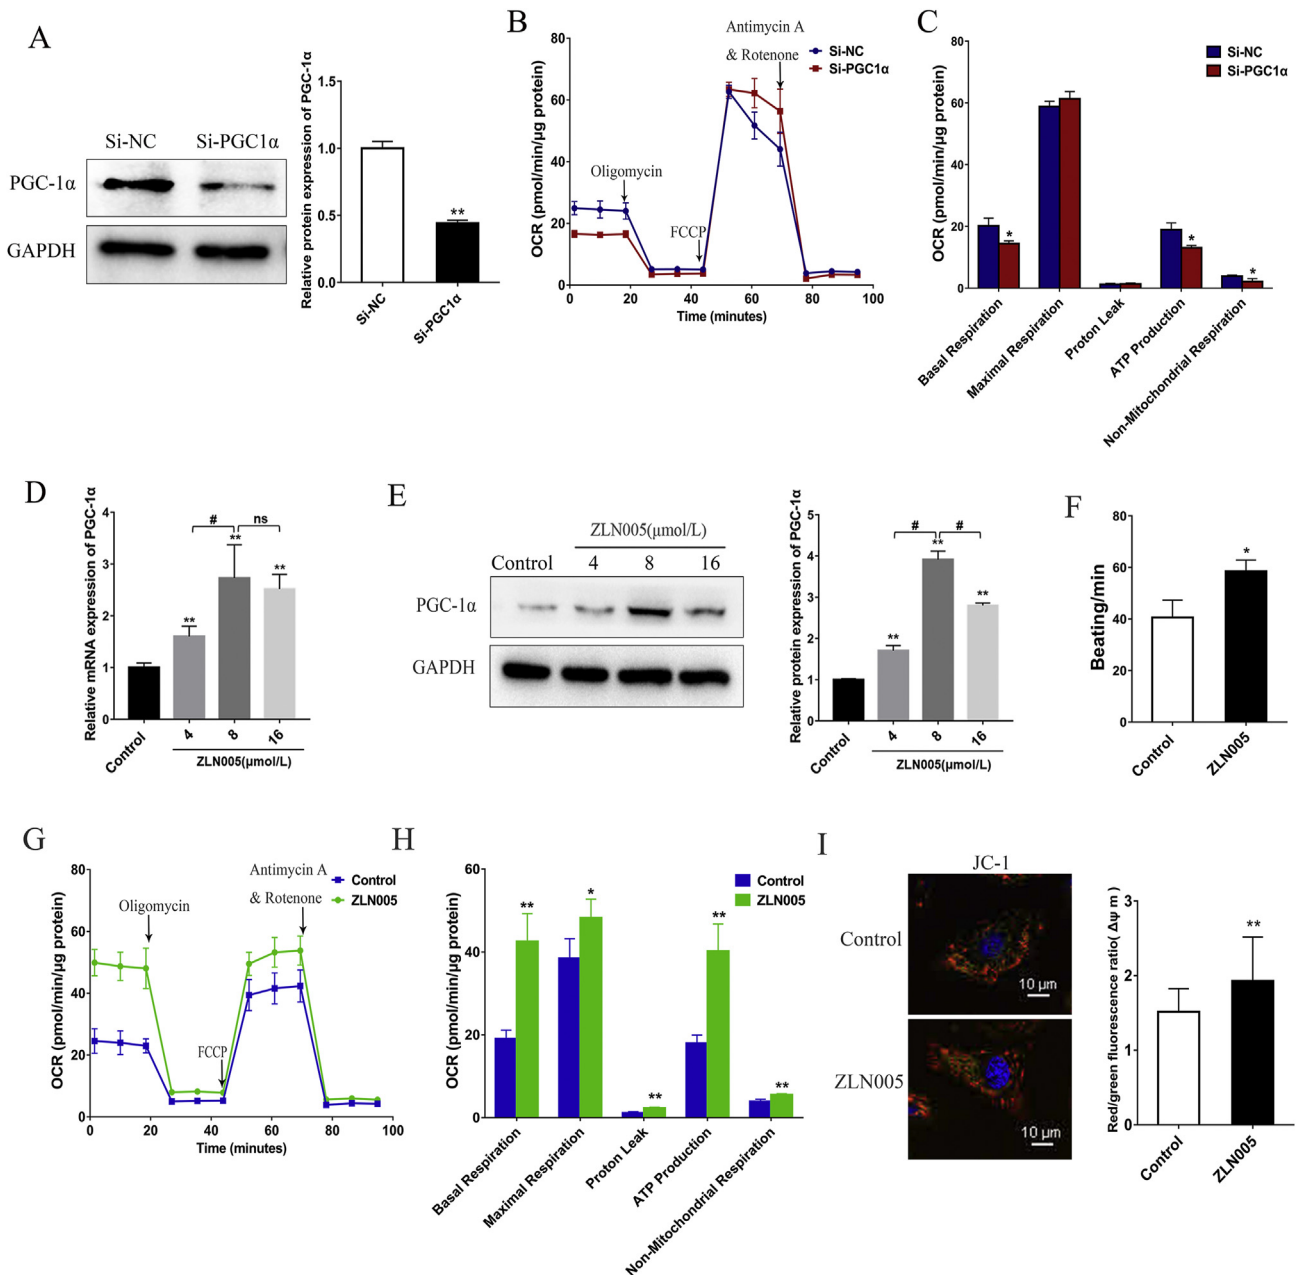 A
Si-NC Si-PGC1α
PGC-1α
GAPDH
Relative protein expression of PGC-1α
1.5
1.0
0.5
0.0
**
Si-NC
Si-PGC1α
B
Antimycin A
& Rotenone
Si-NC
Si-PGC1α
Oligomycin
FCCP
OCR (pmol/min/µg protein)
80
60
40
20
0
0 20 40 60 80 100
Time (minutes)
C
Si-NC
Si-PGC1α
OCR (pmol/min/µg protein)
80
60
40
20
0
* * *
Basal Respiration
Maximal Respiration
Proton Leak
ATP Production
Non-Mitochondrial Respiration
D
Relative mRNA expression of PGC-1α
4
3
2
1
0
# ns
** ** **
Control
4 8 16
ZLN005(µmol/L)
E
ZLN005(µmol/L)
Control 4 8 16
PGC-1α
GAPDH
Relative protein expression of PGC-1α
5
4
3
2
1
0
# #
** ** **
Control
4 8 16
ZLN005(µmol/L)
F
Beating/min
80
60
40
20
0
*
Control
ZLN005
G
Antimycin A
& Rotenone
Control
ZLN005
Oligomycin
FCCP
OCR (pmol/min/µg protein)
80
60
40
20
0
0 20 40 60 80 100
Time (minutes)
H
Control
ZLN005
OCR (pmol/min/µg protein)
60
40
20
0
** * ** ** **
Basal Respiration
Maximal Respiration
Proton Leak
ATP Production
Non-Mitochondrial Respiration
I
JC-1
Control
10 µm
ZLN005
10 µm
Red/green fluorescence ratio( Δψ m )
3
2
1
0
**
Control
ZLN005